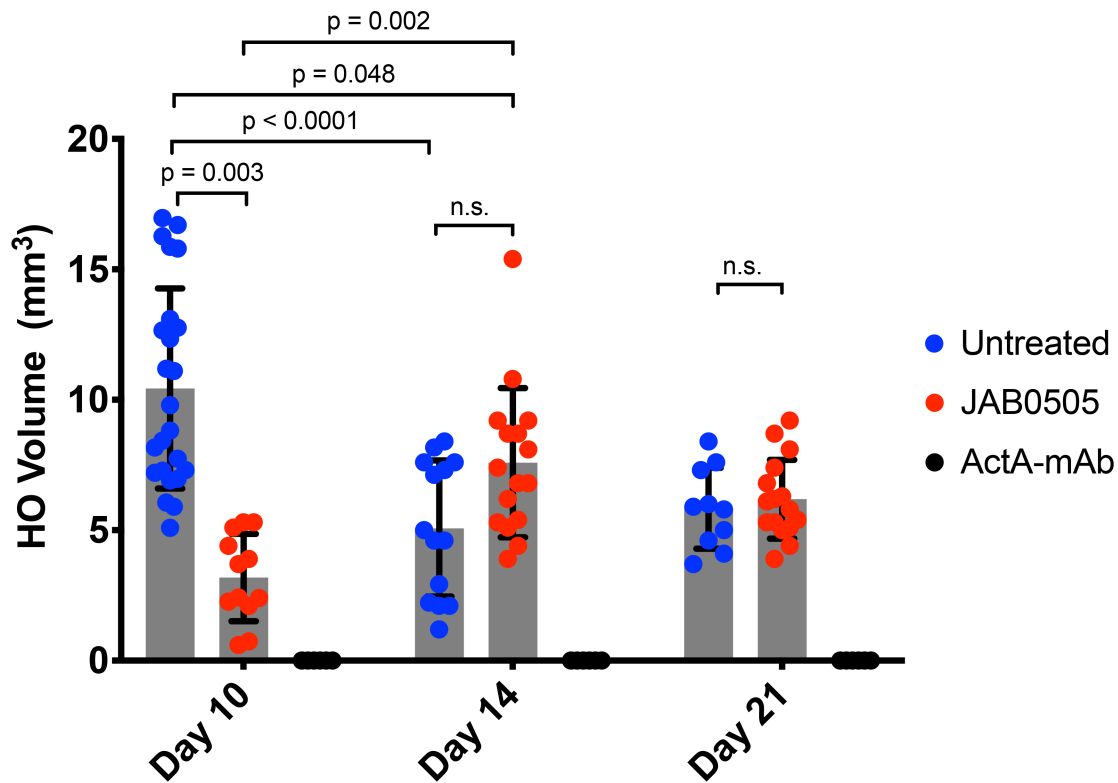 p = 0.002
p = 0.048
p < 0.0001
p = 0.003
n.s.
n.s.
HO Volume (mm³)
20
15
10
5
0
Day 10
Day 14
Day 21
Untreated
JAB0505
ActA-mAb